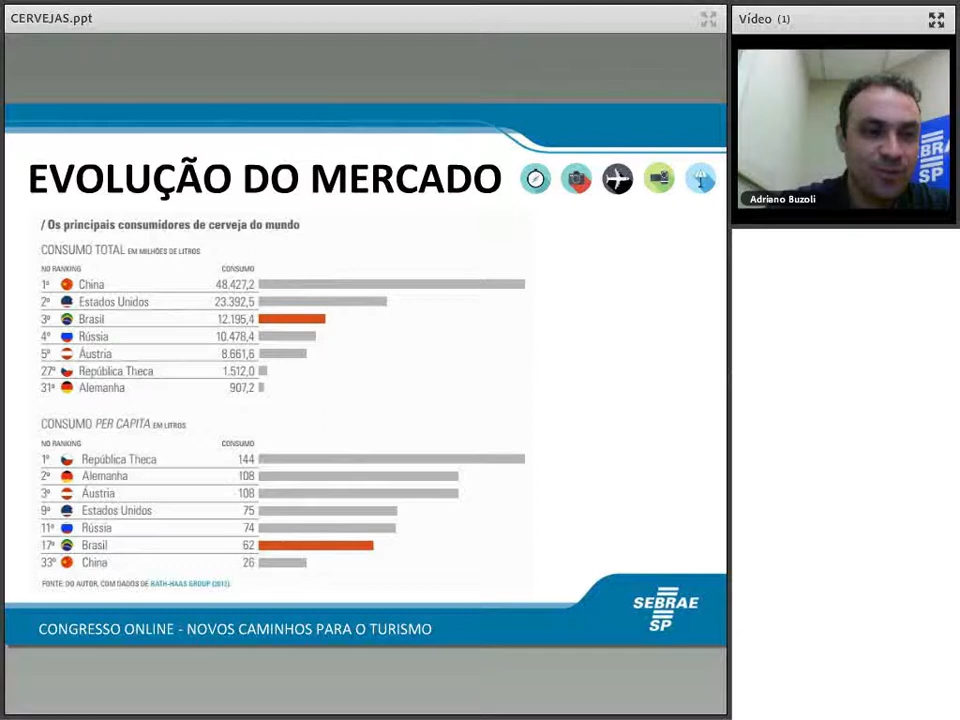 CERVEJAS.ppt
Vídeo (1)
BRAE
SP
Adriano Buzoli
EVOLUÇÃO DO MERCADO
/ Os principais consumidores de cerveja do mundo
CONSUMO TOTAL EM MILHÕES DE LITROS
NO RANKING CONSUMO
1º China 48.427,2
2º Estados Unidos 23.392,5
3º Brasil 12.195,4
4º Rússia 10.478,4
5º Áustria 8.661,6
27º República Theca 1.512,0
31º Alemanha 907,2
CONSUMO PER CAPITA EM LITROS
NO RANKING CONSUMO
1º República Theca 144
2º Alemanha 108
3º Áustria 108
9º Estados Unidos 75
11º Rússia 74
17º Brasil 62
33º China 26
FONTE: DO AUTOR, COM DADOS DE BATH-HAAS GROUP (2013).
SEBRAE
SP
CONGRESSO ONLINE - NOVOS CAMINHOS PARA O TURISMO